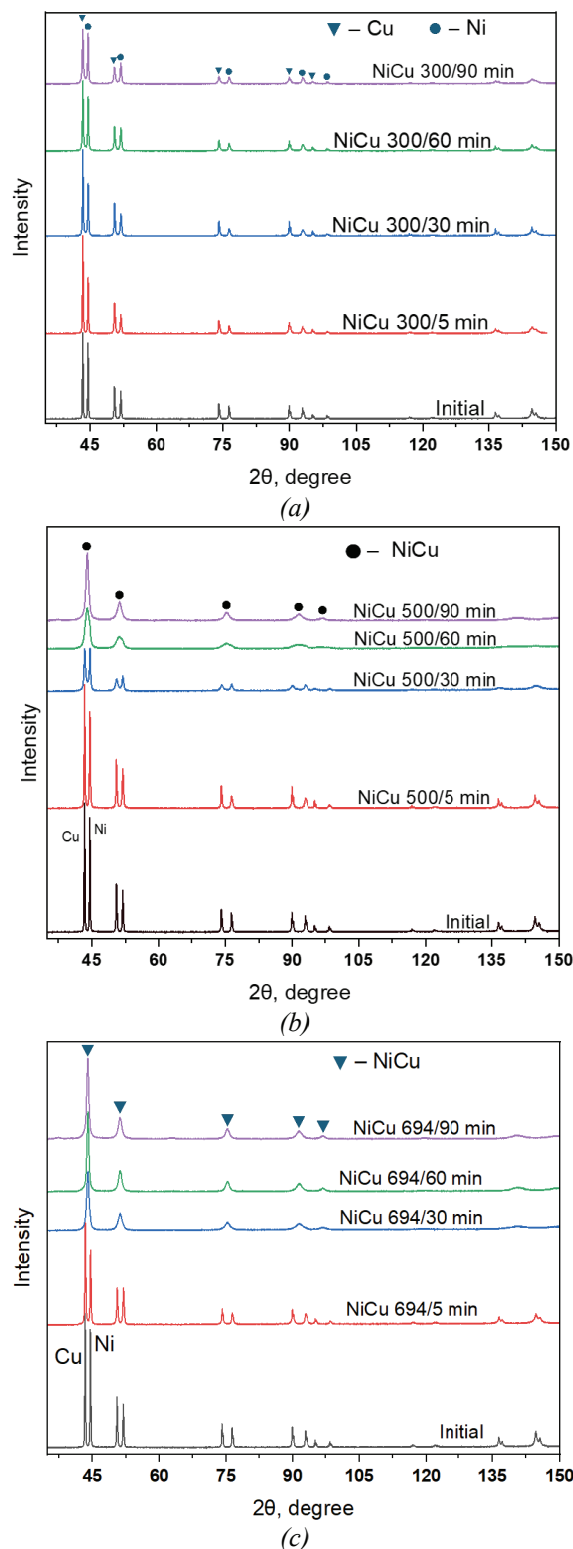 – Cu – Ni
NiCu 300/90 min
NiCu 300/60 min
NiCu 300/30 min
NiCu 300/5 min
Initial
Intensity
45 60 75 90 105 120 135 150
2θ, degree
(a)
– NiCu
NiCu 500/90 min
NiCu 500/60 min
NiCu 500/30 min
NiCu 500/5 min
Cu Ni
Initial
Intensity
45 60 75 90 105 120 135 150
2θ, degree
(b)
– NiCu
NiCu 694/90 min
NiCu 694/60 min
NiCu 694/30 min
NiCu 694/5 min
Cu Ni
Initial
Intensity
45 60 75 90 105 120 135 150
2θ, degree
(c)